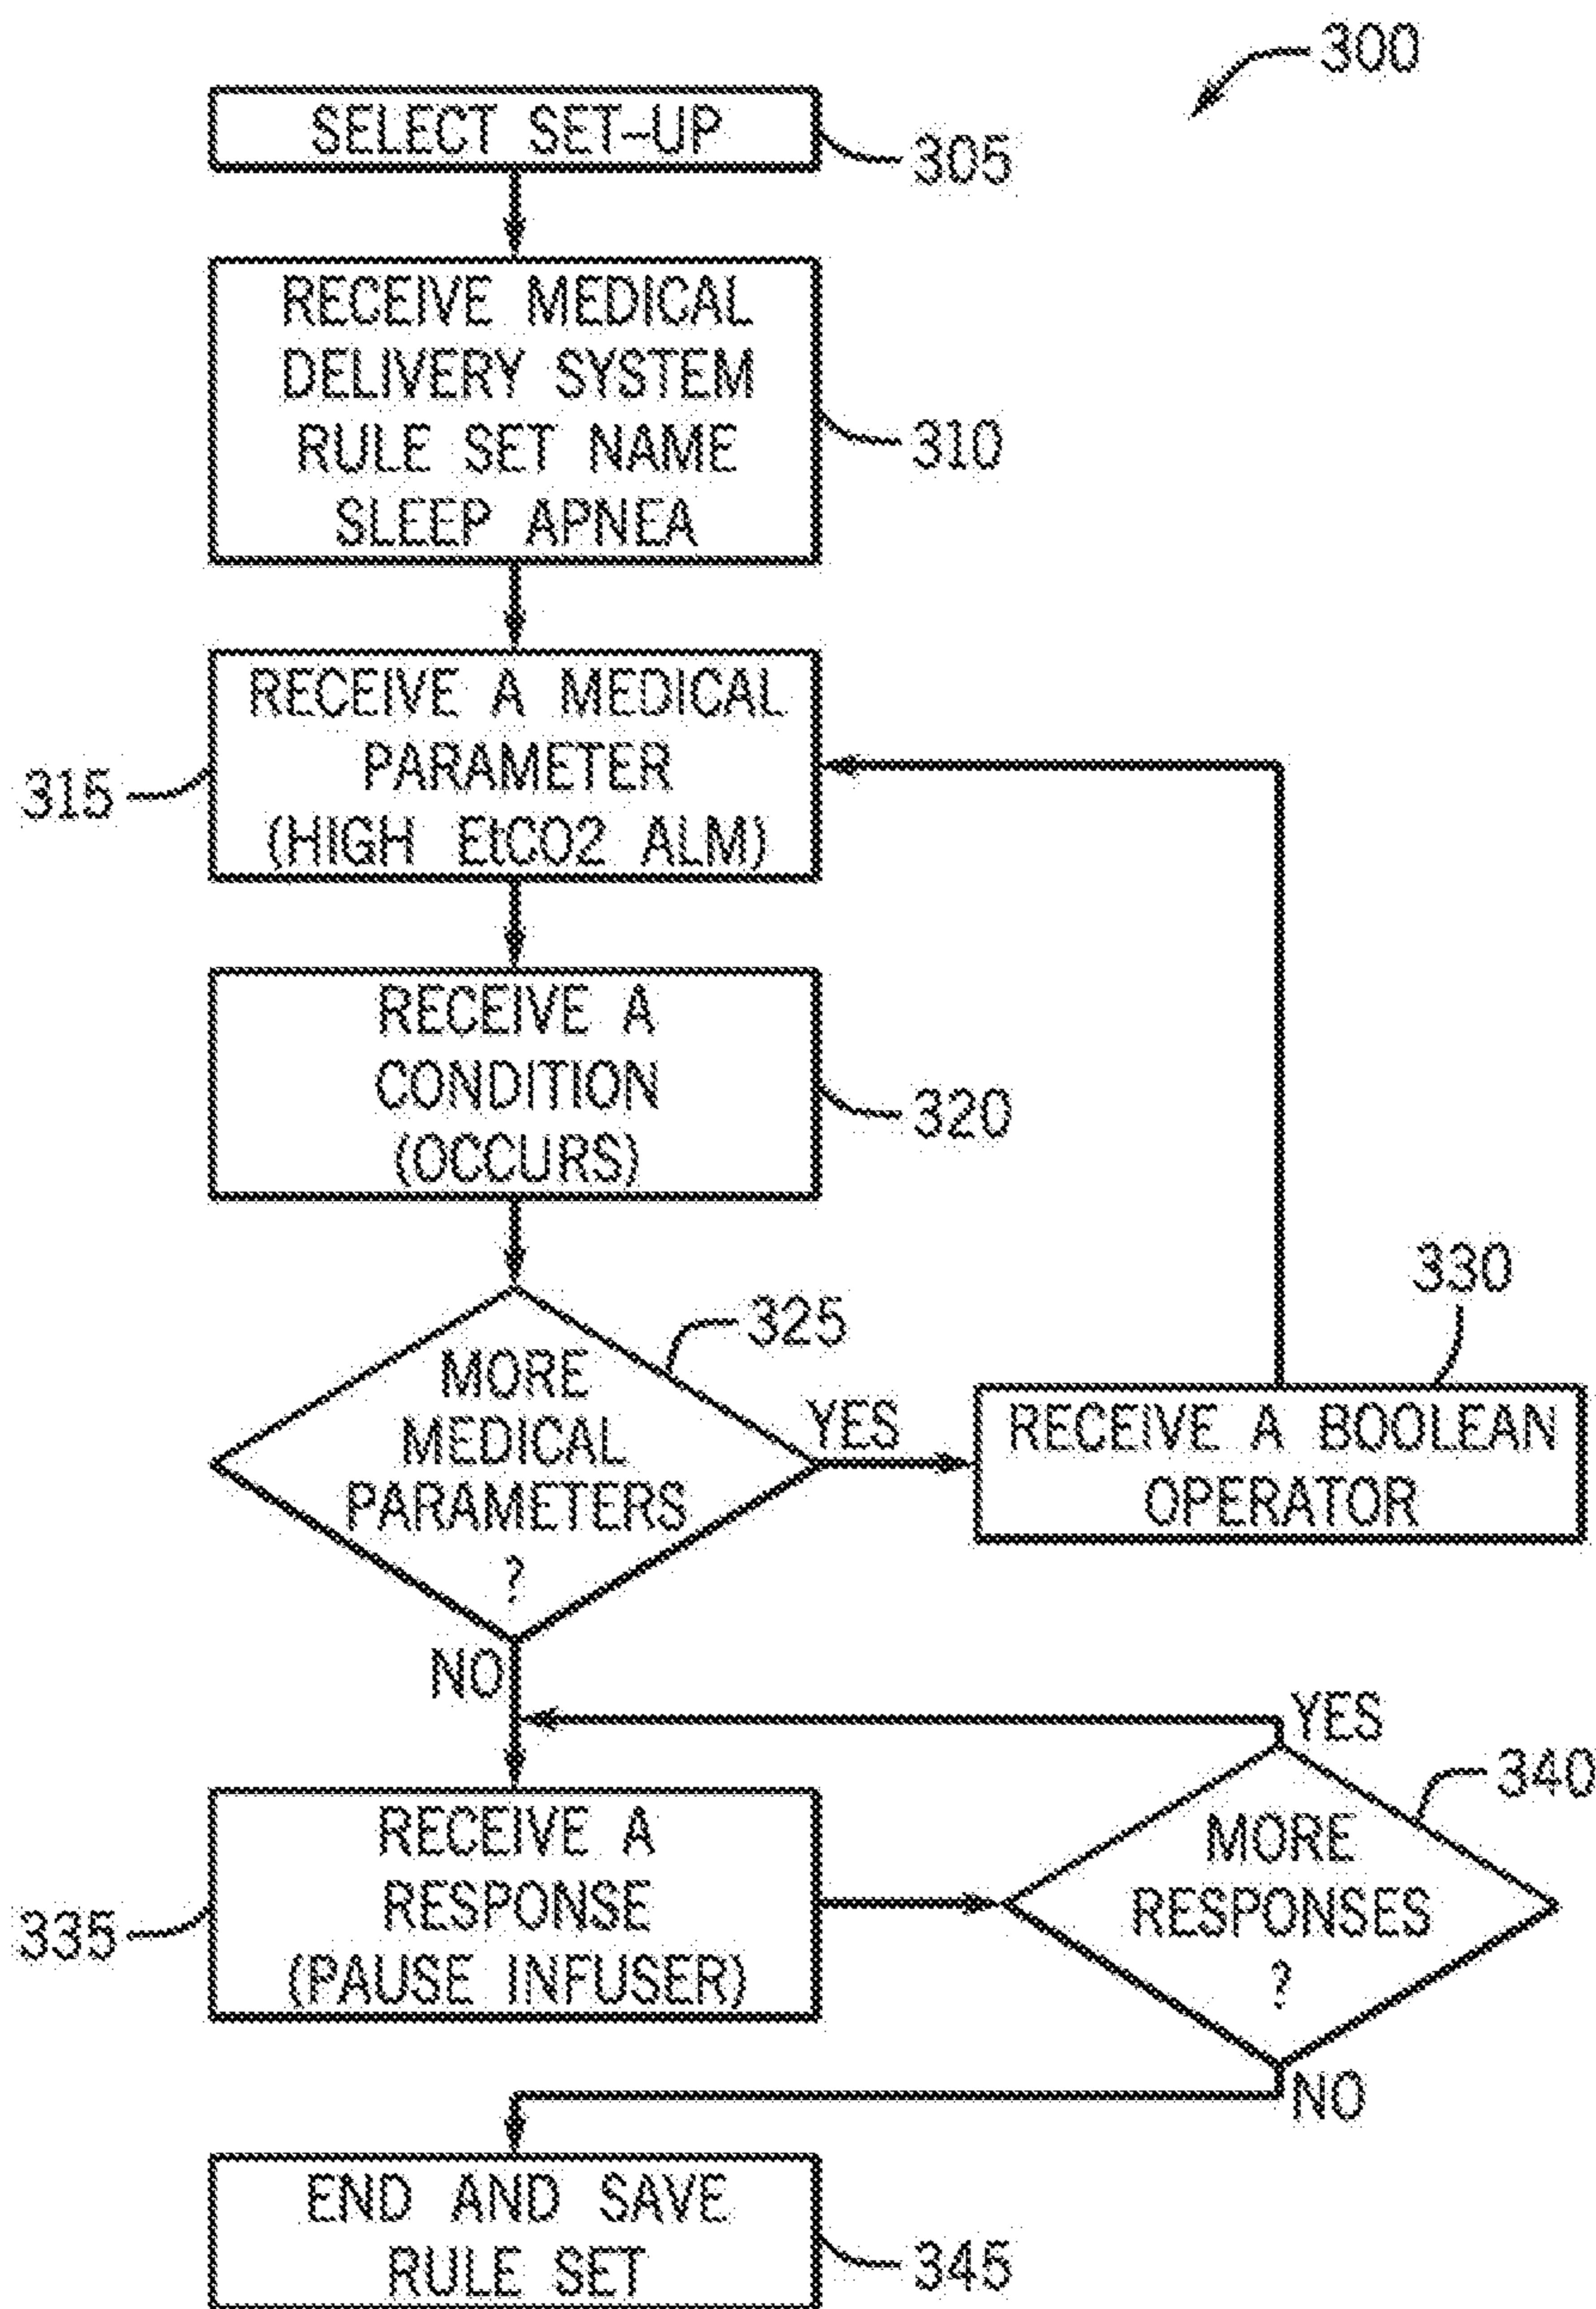 300
SELECT SET-UP
305
RECEIVE MEDICAL
DELIVERY SYSTEM
RULE SET NAME
SLEEP APNEA
310
RECEIVE A MEDICAL
PARAMETER
(HIGH EtCO2 ALM)
315
RECEIVE A
CONDITION
(OCCURS)
320
MORE
MEDICAL
PARAMETERS
?
325
YES
NO
330
RECEIVE A BOOLEAN
OPERATOR
RECEIVE A
RESPONSE
(PAUSE INFUSER)
335
YES
340
MORE
RESPONSES
?
NO
END AND SAVE
RULE SET
345